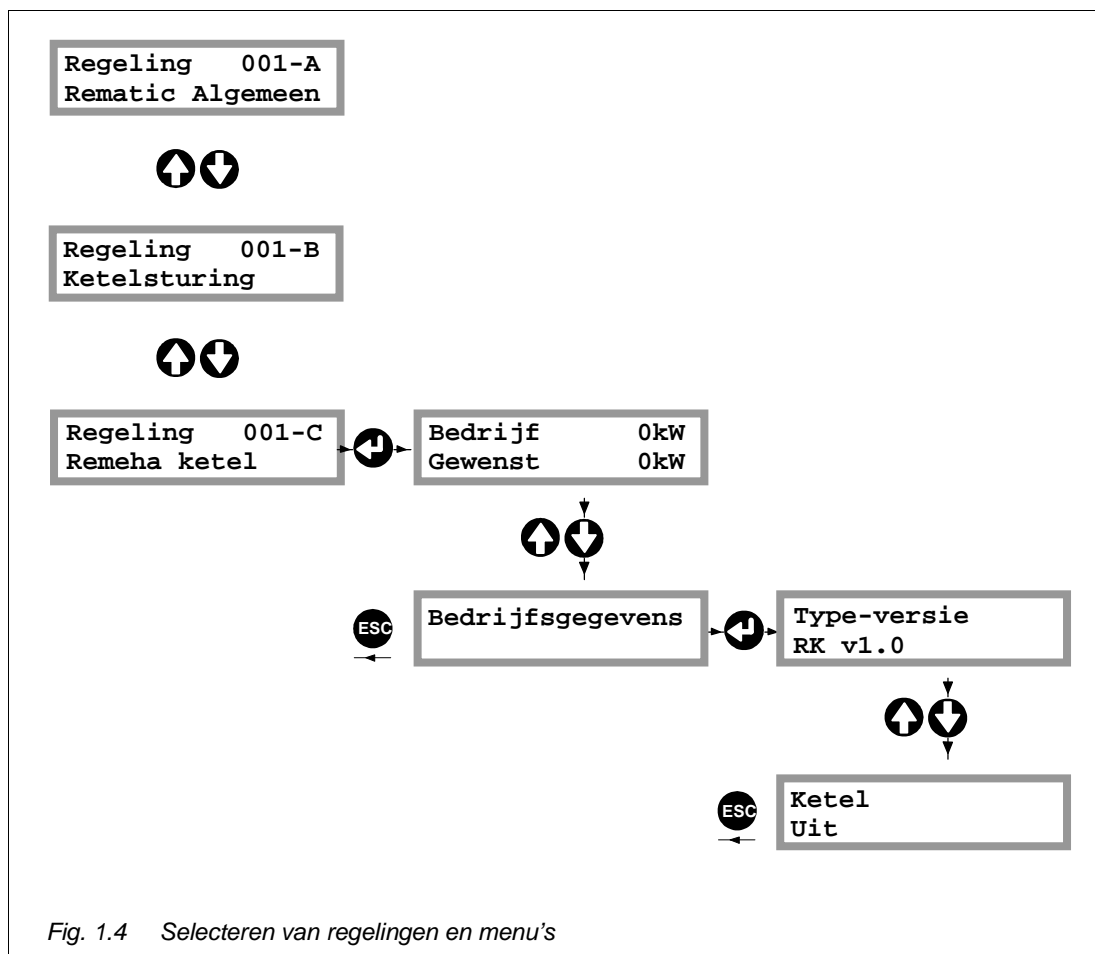 Regeling 001-A
Rematic Algemeen
Regeling 001-B
Ketelsturing
Regeling 001-C
Remeha ketel
Bedrijf 0kW
Gewenst 0kW
ESC
Bedrijfsgegevens
Type-versie
RK v1.0
ESC
Ketel
Uit
Fig. 1.4 Selecteren van regelingen en menu's